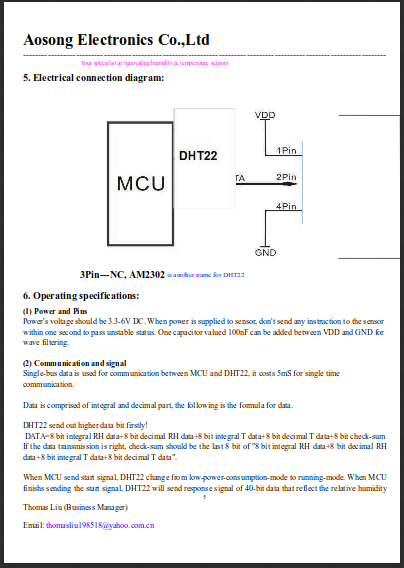 Aosong Electronics Co.,Ltd
Your specialist in innovating humidity & temperature sensors
5. Electrical connection diagram:
VDD
DHT22
1Pin
MCU
TA
2Pin
4Pin
GND
3Pin---NC, AM2302 is another name for DHT22
6. Operating specifications:
(1) Power and Pins
Power's voltage should be 3.3-6V DC. When power is supplied to sensor, don't send any instruction to the sensor
within one second to pass unstable status. One capacitor valued 100nF can be added between VDD and GND for
wave filtering.
(2) Communication and signal
Single-bus data is used for communication between MCU and DHT22, it costs 5mS for single time
communication.
Data is comprised of integral and decimal part, the following is the formula for data.
DHT22 send out higher data bit firstly!
DATA=8 bit integral RH data+8 bit decimal RH data+8 bit integral T data+8 bit decimal T data+8 bit check-sum
If the data transmission is right, check-sum should be the last 8 bit of "8 bit integral RH data+8 bit decimal RH
data+8 bit integral T data+8 bit decimal T data".
When MCU send start signal, DHT22 change from low-power-consumption-mode to running-mode. When MCU
finishs sending the start signal, DHT22 will send response signal of 40-bit data that reflect the relative humidity
5
Thomas Liu (Business Manager)
Email: thomasliu198518@yahoo.com.cn